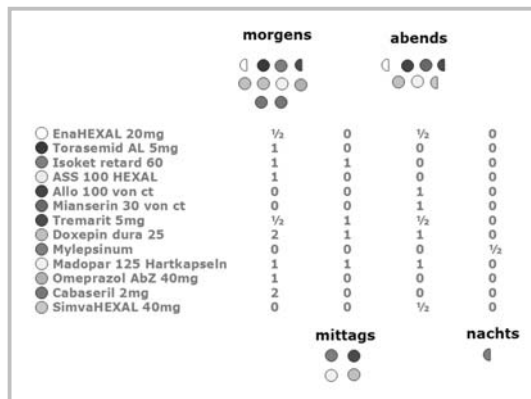 morgens abends
EnaHEXAL 20mg ½ 0 ½ 0
Torasemid AL 5mg 1 0 0 0
Isoket retard 60 1 1 0 0
ASS 100 HEXAL 1 0 0 0
Allo 100 von ct 0 0 1 0
Mianserin 30 von ct 0 0 1 0
Tremarit 5mg ½ 1 ½ 0
Doxepin dura 25 2 1 1 0
Mylepsinum 0 0 0 ½
Madopar 125 Hartkapseln 1 1 1 0
Omeprazol AbZ 40mg 1 0 0 0
Cabaseril 2mg 2 0 0 0
SimvaHEXAL 40mg 0 0 ½ 0
mittags nachts